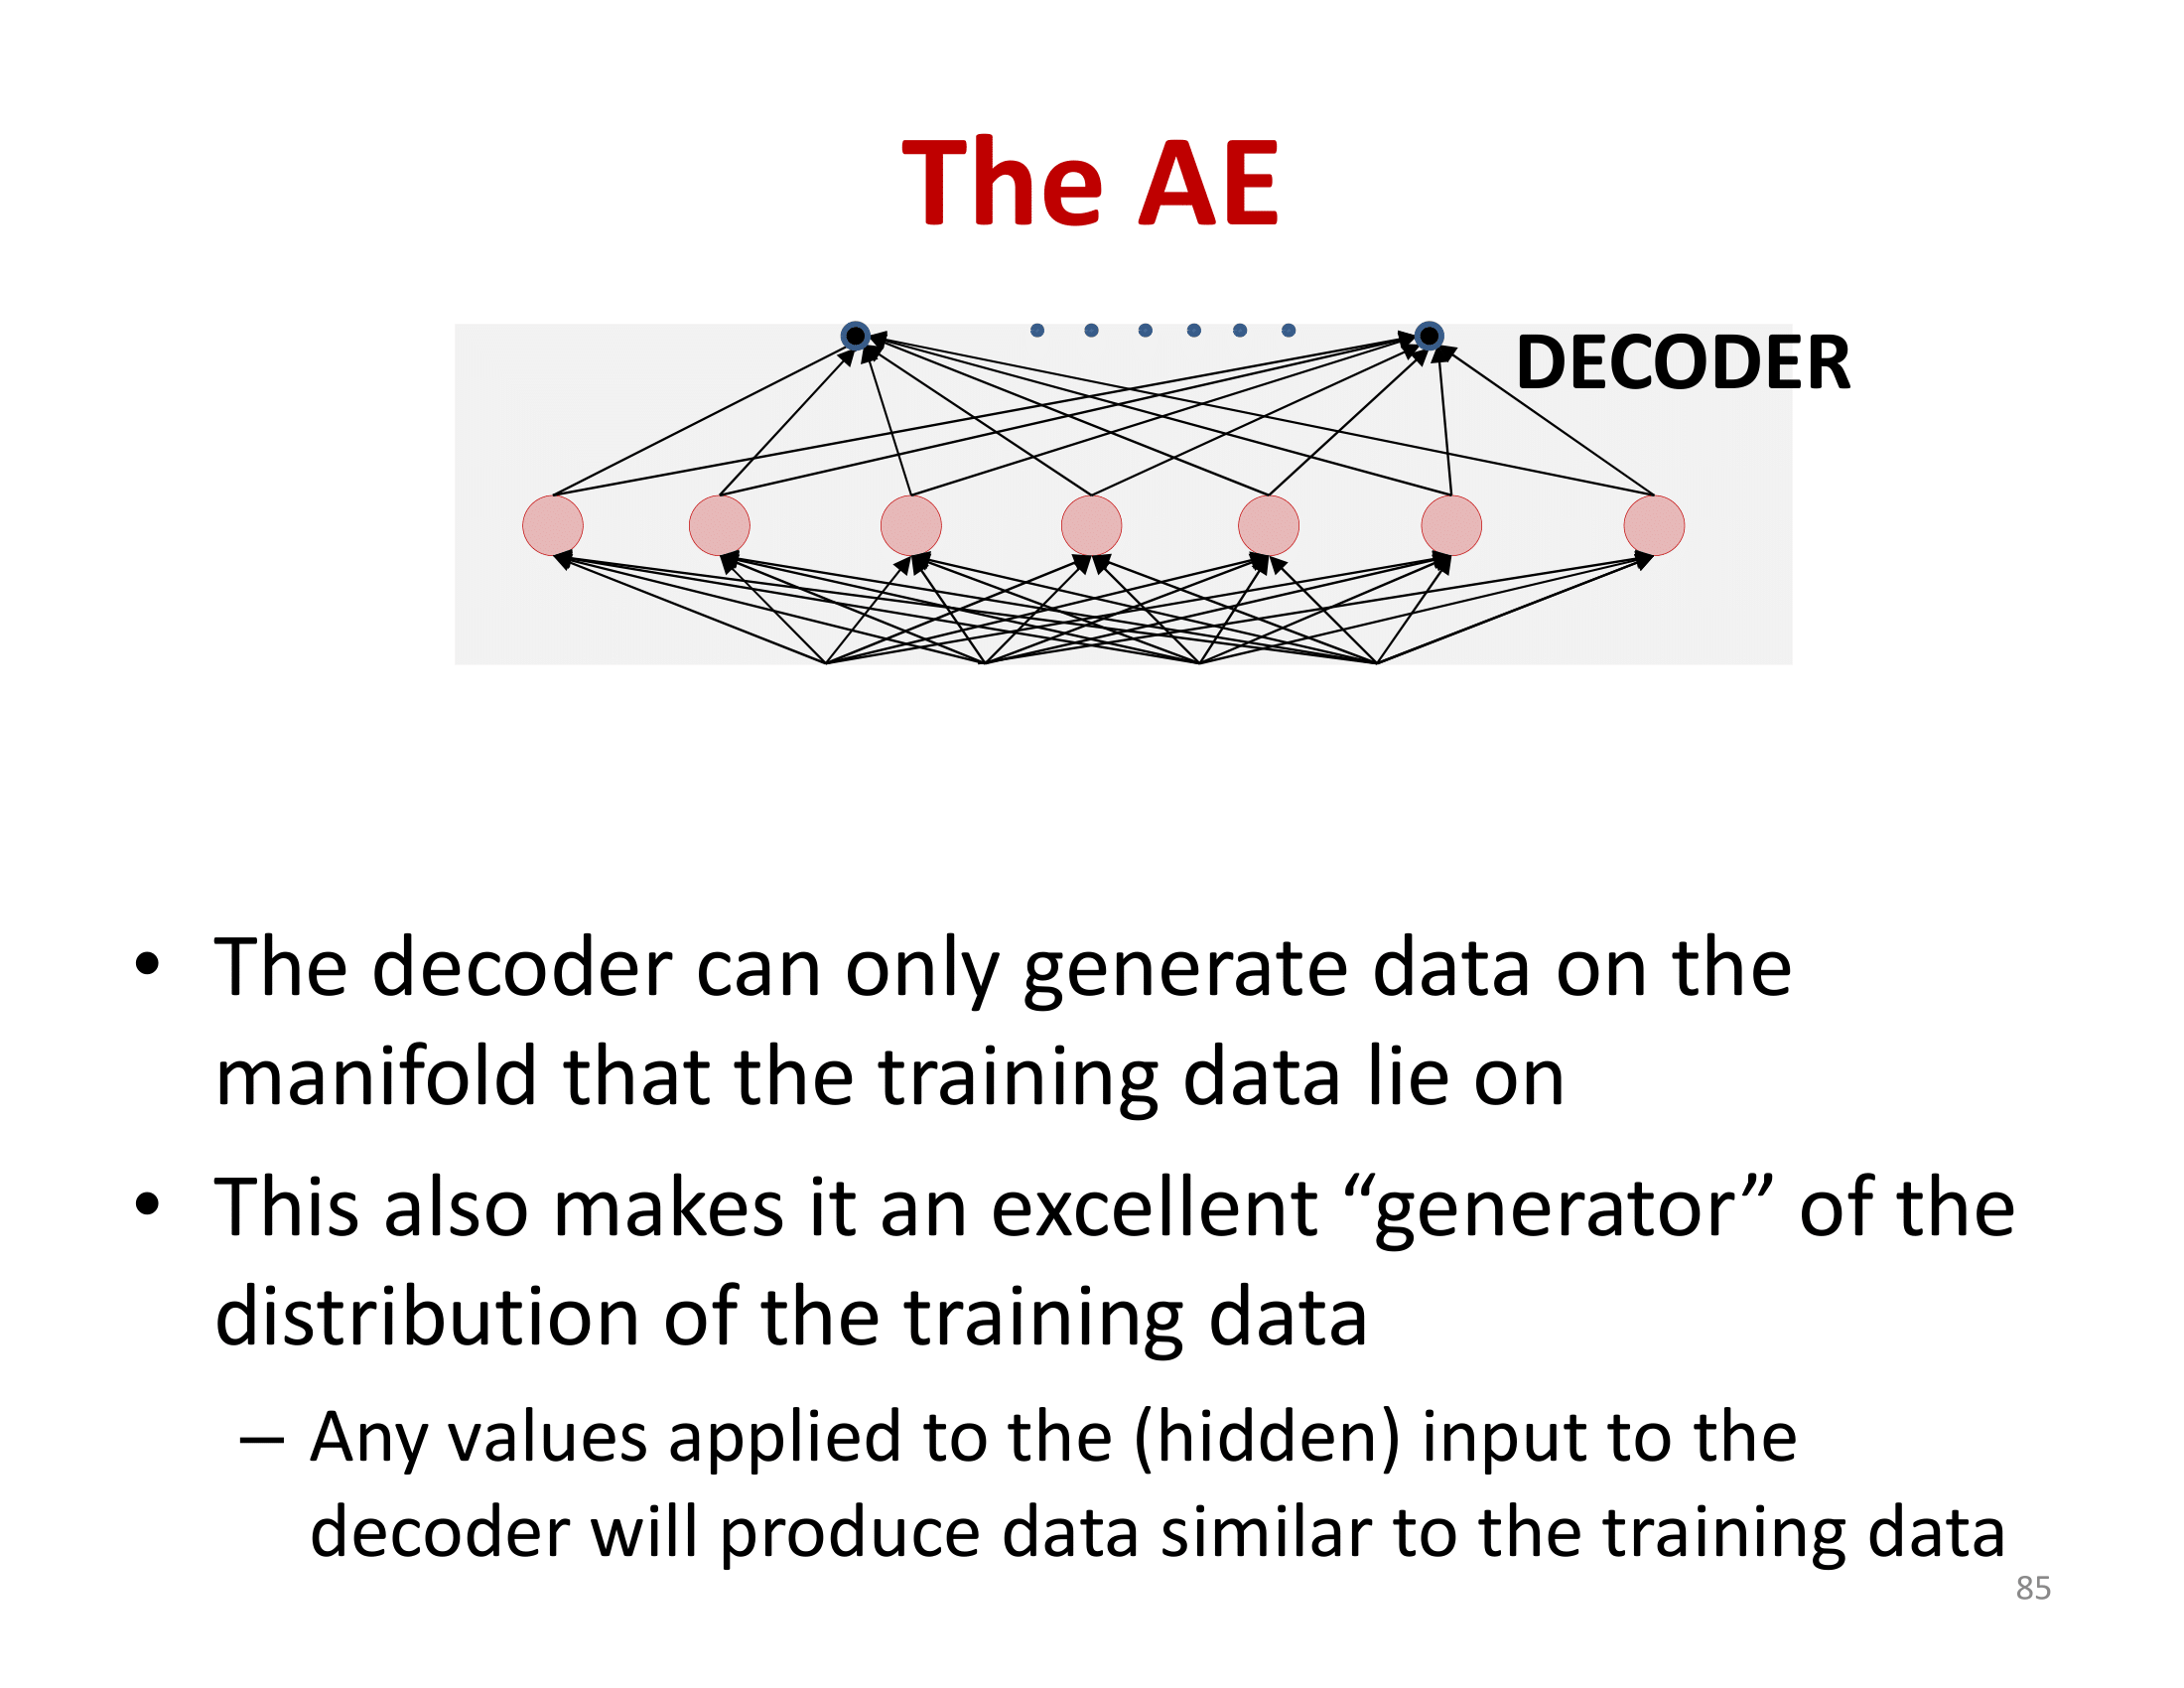 The AE
DECODER
• The decoder can only generate data on the
manifold that the training data lie on
• This also makes it an excellent “generator” of the
distribution of the training data
– Any values applied to the (hidden) input to the
decoder will produce data similar to the training data
85